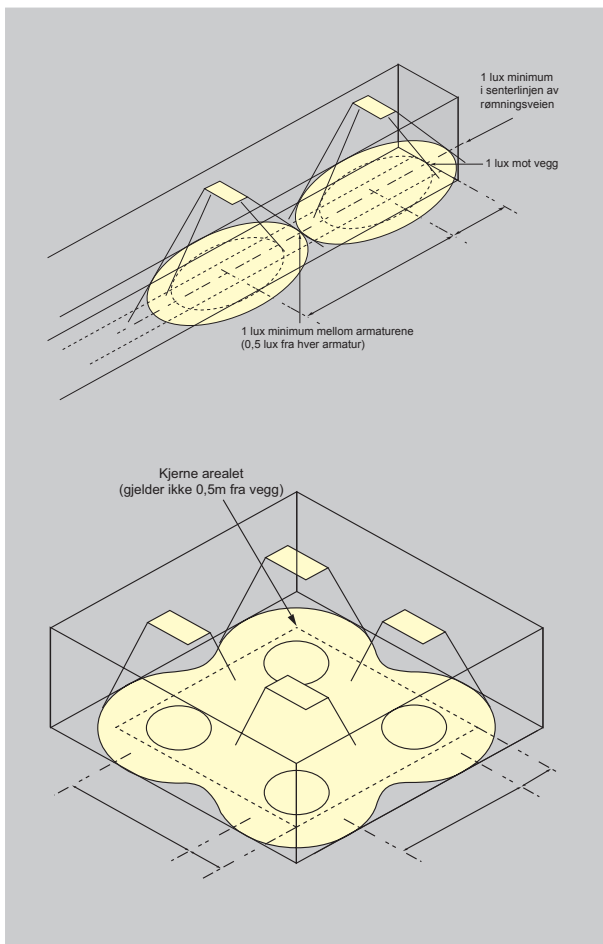 1 lux minimum
i senterlinjen av
rømningsveien
1 lux mot vegg
1 lux minimum mellom armaturene
(0,5 lux fra hver armatur)
Kjerne arealet
(gjelder ikke 0,5m fra vegg)